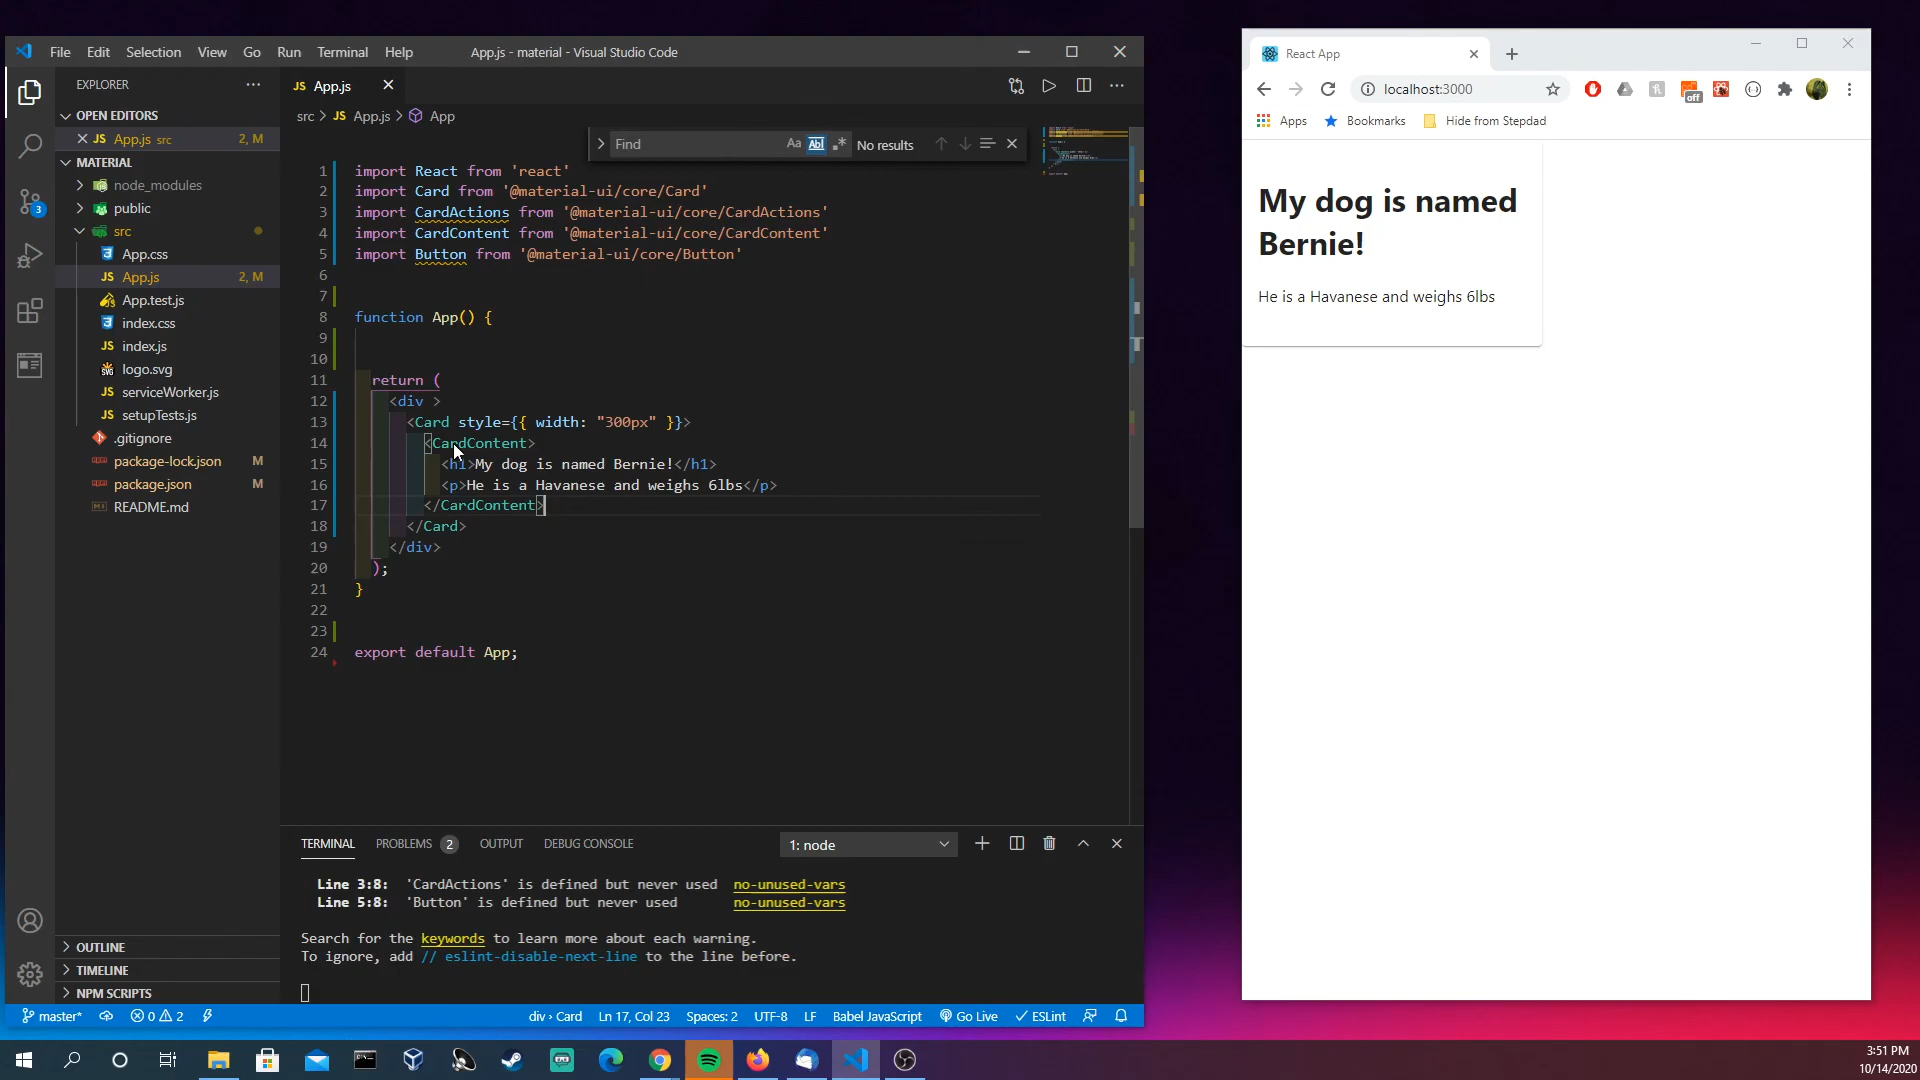 File Edit Selection View Go Run Terminal Help
App.js - material - Visual Studio Code
EXPLORER
OPEN EDITORS
JS App.js src 2, M
MATERIAL
node_modules
public
src
App.css
JS App.js 2, M
App.test.js
index.css
JS index.js
logo.svg
JS serviceWorker.js
JS setupTests.js
.gitignore
package-lock.json M
package.json M
README.md
OUTLINE
TIMELINE
NPM SCRIPTS
3
JS App.js
src > JS App.js > App
Find
Aa Abl No results
1 import React from 'react'
2 import Card from '@material-ui/core/Card'
3 import CardActions from '@material-ui/core/CardActions'
4 import CardContent from '@material-ui/core/CardContent'
5 import Button from '@material-ui/core/Button'
6
7
8 function App() {
9
10
11 return (
12 <div >
13 <Card style={{ width: "300px" }}>
14 <CardContent>
15 <h1>My dog is named Bernie!</h1>
16 <p>He is a Havanese and weighs 6lbs</p>
17 </CardContent>
18 </Card>
19 </div>
20 );
21 }
22
23
24 export default App;
TERMINAL PROBLEMS 2 OUTPUT DEBUG CONSOLE
1: node
Line 3:8: 'CardActions' is defined but never used no-unused-vars
Line 5:8: 'Button' is defined but never used no-unused-vars
Search for the keywords to learn more about each warning.
To ignore, add // eslint-disable-next-line to the line before.
master* 0 2
div › Card Ln 17, Col 23 Spaces: 2 UTF-8 LF Babel JavaScript Go Live ESLint
React App
localhost:3000
off
Apps Bookmarks Hide from Stepdad
My dog is named
Bernie!
He is a Havanese and weighs 6lbs
3:51 PM
10/14/2020